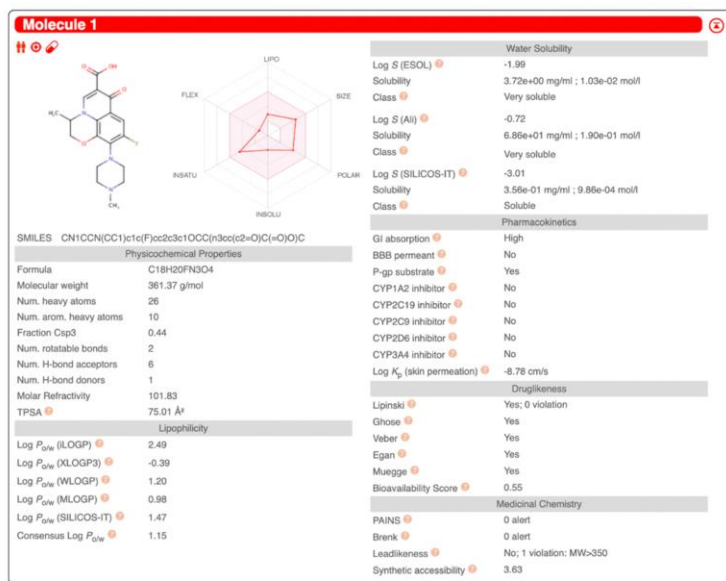 Molecule 1
LIPO
FLEX
SIZE
INSATU
POLAR
INSOLU
OH
O
O
H₃C
N
O
F
N
N
CH₃
SMILES CN1CCN(CC1)c1c(F)cc2c3c1OCC(n3cc(c2=O)C(=O)O)C
Physicochemical Properties
Formula C18H20FN3O4
Molecular weight 361.37 g/mol
Num. heavy atoms 26
Num. arom. heavy atoms 10
Fraction Csp3 0.44
Num. rotatable bonds 2
Num. H-bond acceptors 6
Num. H-bond donors 1
Molar Refractivity 101.83
TPSA ? 75.01 Å²
Lipophilicity
Log Po/w (iLOGP) ? 2.49
Log Po/w (XLOGP3) ? -0.39
Log Po/w (WLOGP) ? 1.20
Log Po/w (MLOGP) ? 0.98
Log Po/w (SILICOS-IT) ? 1.47
Consensus Log Po/w ? 1.15
Water Solubility
Log S (ESOL) ? -1.99
Solubility 3.72e+00 mg/ml ; 1.03e-02 mol/l
Class ? Very soluble
Log S (Ali) ? -0.72
Solubility 6.86e+01 mg/ml ; 1.90e-01 mol/l
Class ? Very soluble
Log S (SILICOS-IT) ? -3.01
Solubility 3.56e-01 mg/ml ; 9.86e-04 mol/l
Class ? Soluble
Pharmacokinetics
GI absorption ? High
BBB permeant ? No
P-gp substrate ? Yes
CYP1A2 inhibitor ? No
CYP2C19 inhibitor ? No
CYP2C9 inhibitor ? No
CYP2D6 inhibitor ? No
CYP3A4 inhibitor ? No
Log Kp (skin permeation) ? -8.78 cm/s
Druglikeness
Lipinski ? Yes; 0 violation
Ghose ? Yes
Veber ? Yes
Egan ? Yes
Muegge ? Yes
Bioavailability Score ? 0.55
Medicinal Chemistry
PAINS ? 0 alert
Brenk ? 0 alert
Leadlikeness ? No; 1 violation: MW>350
Synthetic accessibility ? 3.63